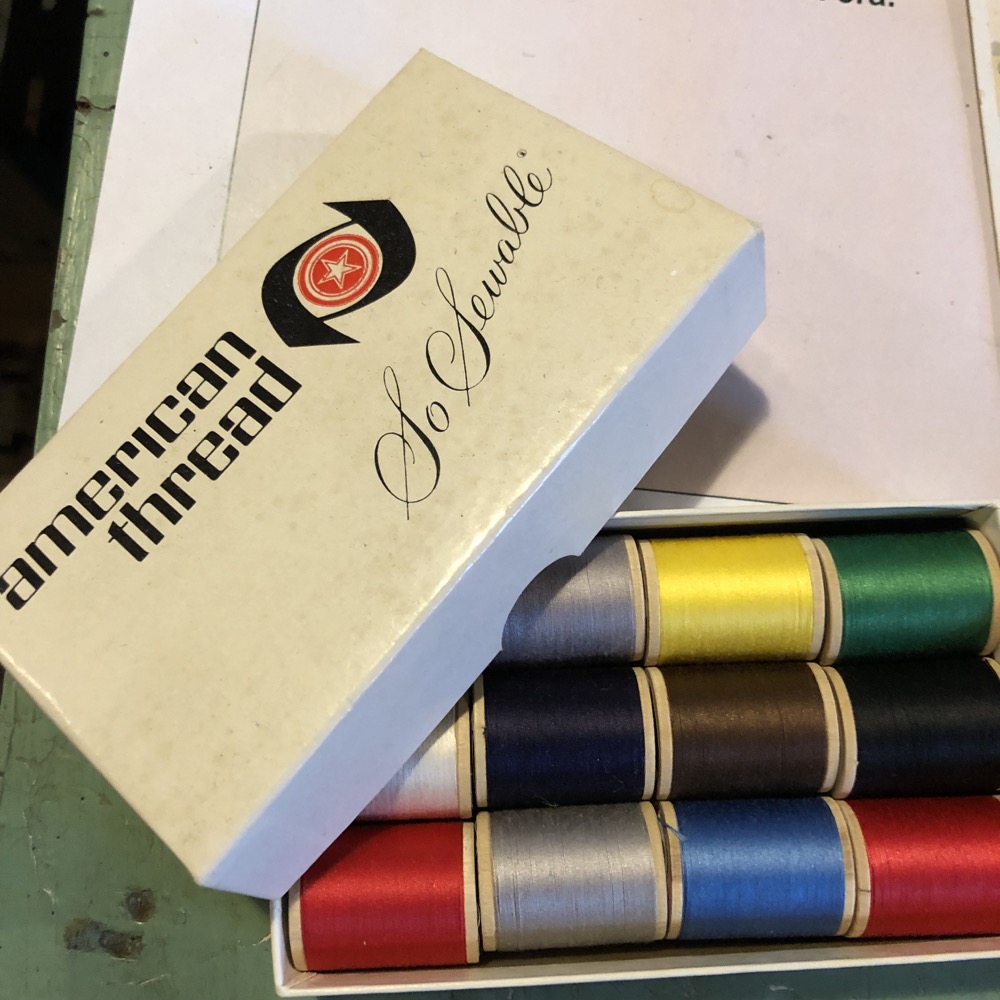 american
thread
So Sewable®